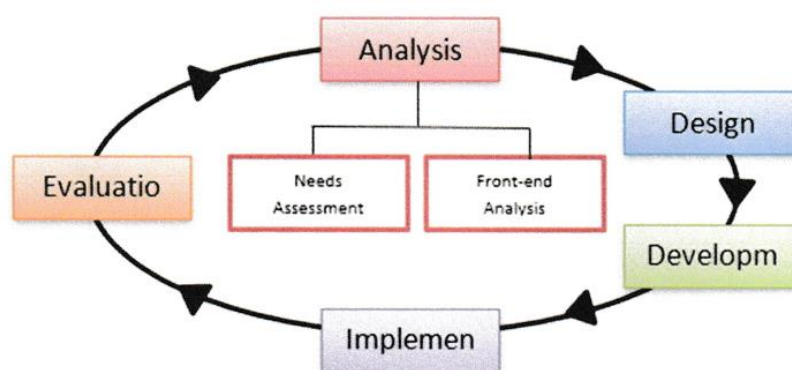 Analysis
Design
Needs
Assessment
Front-end
Analysis
Evaluatio
Developm
Implemen